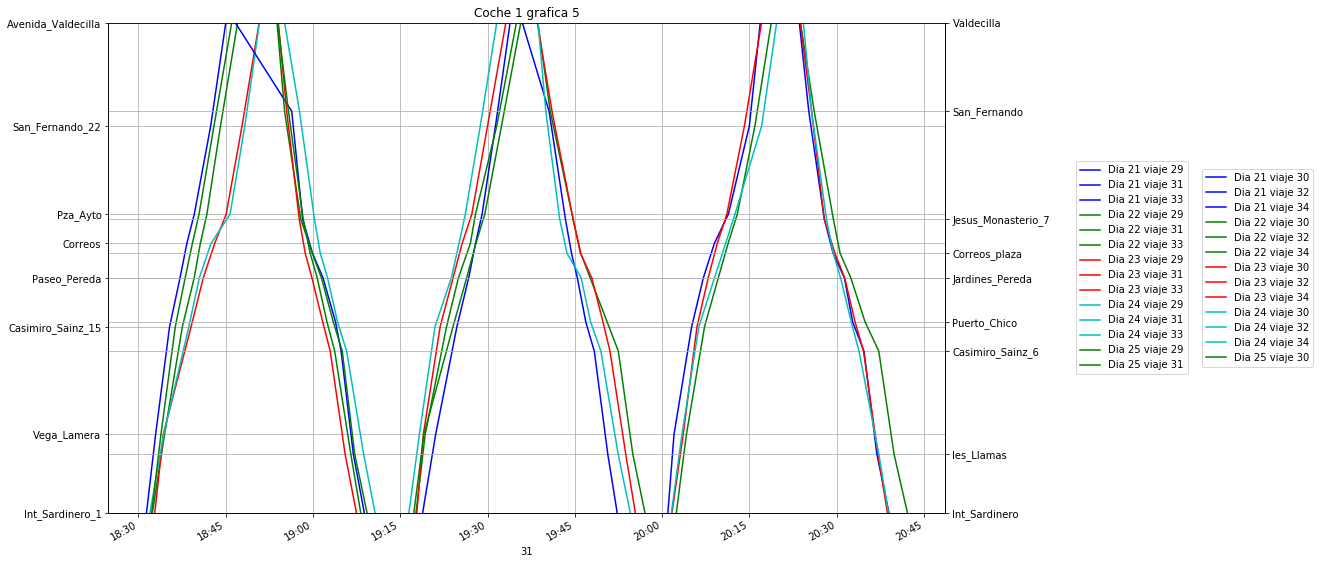 Coche 1 grafica 5
Avenida_Valdecilla
San_Fernando_22
Pza_Ayto
Correos
Paseo_Pereda
Casimiro_Sainz_15
Vega_Lamera
Int_Sardinero_1
Valdecilla
San_Fernando
Jesus_Monasterio_7
Correos_plaza
Jardines_Pereda
Puerto_Chico
Casimiro_Sainz_6
Ies_Llamas
Int_Sardinero
18:30
18:45
19:00
19:15
19:30
19:45
20:00
20:15
20:30
20:45
31
Dia 21 viaje 29
Dia 21 viaje 31
Dia 21 viaje 33
Dia 22 viaje 29
Dia 22 viaje 31
Dia 22 viaje 33
Dia 23 viaje 29
Dia 23 viaje 31
Dia 23 viaje 33
Dia 24 viaje 29
Dia 24 viaje 31
Dia 24 viaje 33
Dia 25 viaje 29
Dia 25 viaje 31
Dia 21 viaje 30
Dia 21 viaje 32
Dia 21 viaje 34
Dia 22 viaje 30
Dia 22 viaje 32
Dia 22 viaje 34
Dia 23 viaje 30
Dia 23 viaje 32
Dia 23 viaje 34
Dia 24 viaje 30
Dia 24 viaje 32
Dia 24 viaje 34
Dia 25 viaje 30